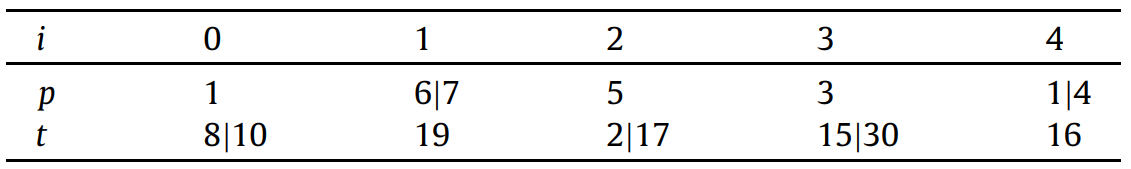 i 0 1 2 3 4
p 1 6|7 5 3 1|4
t 8|10 19 2|17 15|30 16